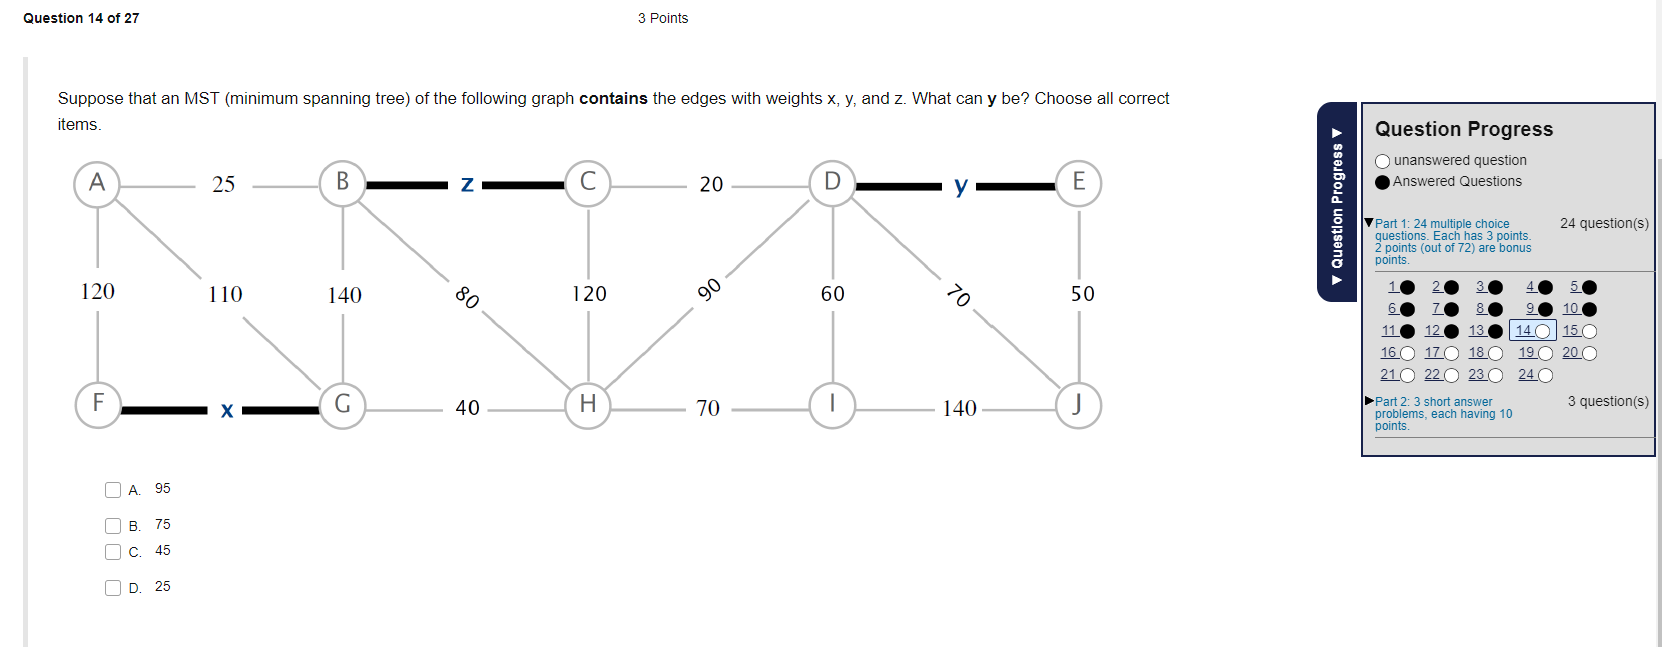 Question 14 of 27
3 Points
Suppose that an MST (minimum spanning tree) of the following graph contains the edges with weights x, y, and z. What can y be? Choose all correct
items.
A 25 B z C 20 D y E
120 110 140 80 120 90 60 70 50
F x G 40 H 70 I 140 J
A. 95
B. 75
C. 45
D. 25
▼ Question Progress ▼
Question Progress
unanswered question
Answered Questions
▼Part 1: 24 multiple choice 24 question(s)
questions. Each has 3 points.
2 points (out of 72) are bonus
points.
1 2 3 4 5
6 7 8 9 10
11 12 13 14 15
16 17 18 19 20
21 22 23 24
▶Part 2: 3 short answer 3 question(s)
problems, each having 10
points.